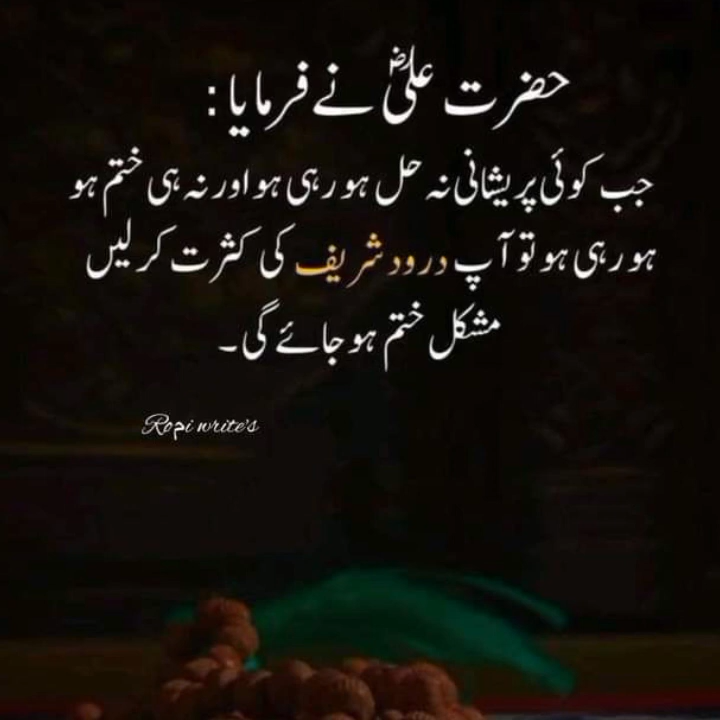 حضرت علیؓ نے فرمایا :
جب کوئی پریشانی نہ حل ہو رہی ہو اور نہ ہی ختم ہو
ہو رہی ہو تو آپ درود شریف کی کثرت کر لیں
مشکل ختم ہو جائے گی۔
Ropi write's